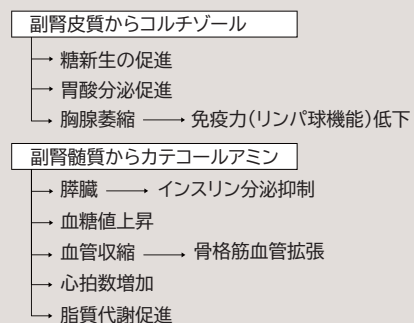 副腎皮質からコルチゾール
糖新生の促進
胃酸分泌促進
胸腺萎縮 → 免疫力(リンパ球機能)低下
副腎髄質からカテコールアミン
膵臓 → インスリン分泌抑制
血糖値上昇
血管収縮 → 骨格筋血管拡張
心拍数増加
脂質代謝促進